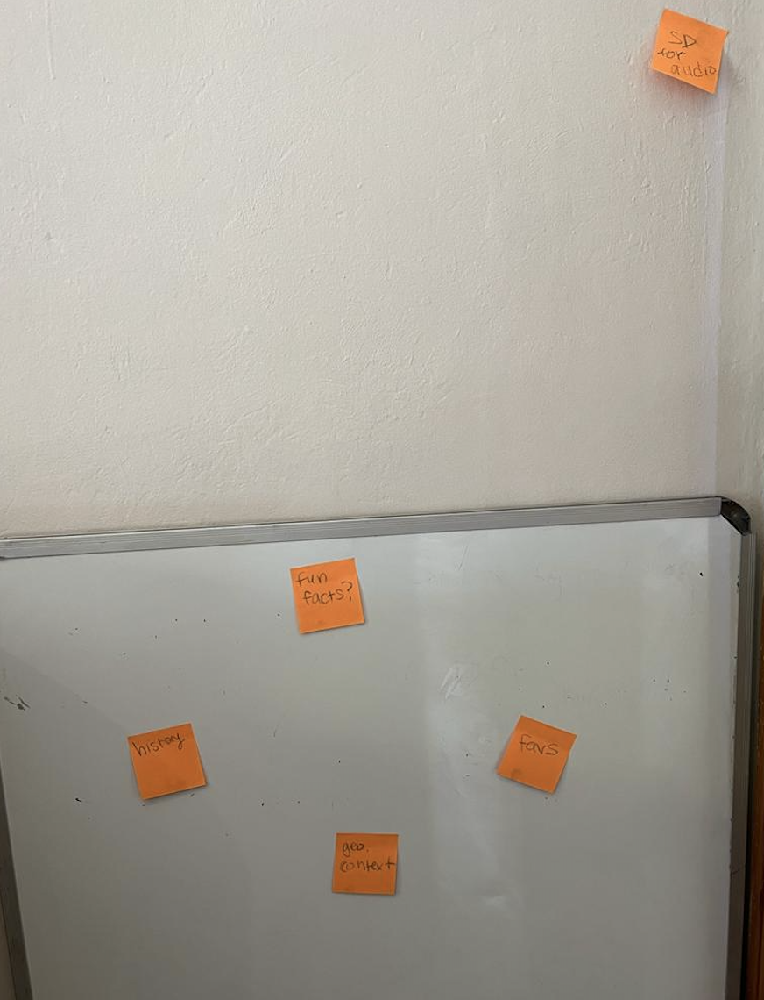 SD
for
audio
fun
facts?
history
favs
geo.
context